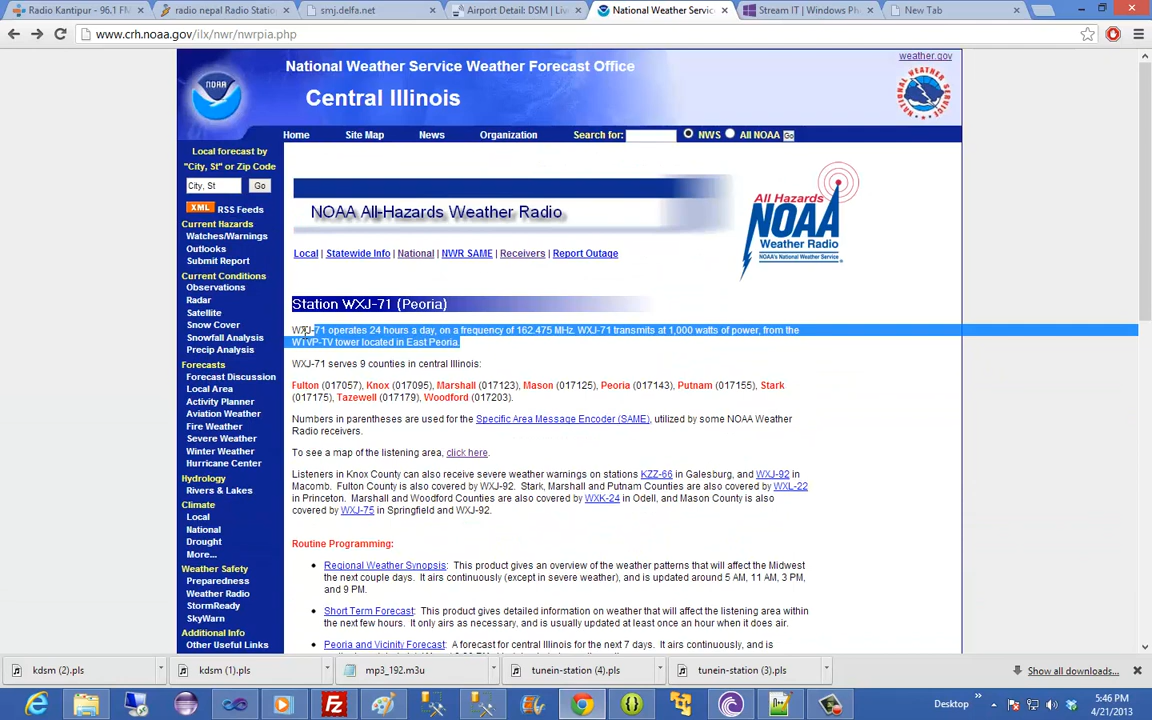 Radio Kantipur - 96.1 FM
radio nepal Radio Statio
smj.delfa.net
Airport Detail: DSM | Live
National Weather Service
Stream IT | Windows Pho
New Tab
www.crh.noaa.gov/ilx/nwr/nwrpia.php
National Weather Service Weather Forecast Office
weather.gov
NOAA
Central Illinois
Home Site Map News Organization Search for: NWS All NOAA Go
Local forecast by
"City, St" or Zip Code
City, St Go
XML RSS Feeds
Current Hazards
Watches/Warnings
Outlooks
Submit Report
Current Conditions
Observations
Radar
Satellite
Snow Cover
Snowfall Analysis
Precip Analysis
Forecasts
Forecast Discussion
Local Area
Activity Planner
Aviation Weather
Fire Weather
Severe Weather
Winter Weather
Hurricane Center
Hydrology
Rivers & Lakes
Climate
Local
National
Drought
More...
Weather Safety
Preparedness
Weather Radio
StormReady
SkyWarn
Additional Info
Other Useful Links
NOAA All-Hazards Weather Radio
All Hazards
NOAA
Weather Radio
NOAA's National Weather Service
Local | Statewide Info | National | NWR SAME | Receivers | Report Outage
Station WXJ-71 (Peoria)
WXJ-71 operates 24 hours a day, on a frequency of 162.475 MHz. WXJ-71 transmits at 1,000 watts of power, from the
WTVP-TV tower located in East Peoria.
WXJ-71 serves 9 counties in central Illinois:
Fulton (017057), Knox (017095), Marshall (017123), Mason (017125), Peoria (017143), Putnam (017155), Stark
(017175), Tazewell (017179), Woodford (017203).
Numbers in parentheses are used for the Specific Area Message Encoder (SAME), utilized by some NOAA Weather
Radio receivers.
To see a map of the listening area, click here.
Listeners in Knox County can also receive severe weather warnings on stations KZZ-66 in Galesburg, and WXJ-92 in
Macomb. Fulton County is also covered by WXJ-92. Stark, Marshall and Putnam Counties are also covered by WXL-22
in Princeton. Marshall and Woodford Counties are also covered by WXK-24 in Odell, and Mason County is also
covered by WXJ-75 in Springfield and WXJ-92.
Routine Programming:
• Regional Weather Synopsis: This product gives an overview of the weather patterns that will affect the Midwest
the next couple days. It airs continuously (except in severe weather), and is updated around 5 AM, 11 AM, 3 PM,
and 9 PM.
• Short Term Forecast: This product gives detailed information on weather that will affect the listening area within
the next few hours. It only airs as necessary, and is usually updated at least once an hour when it does air.
• Peoria and Vicinity Forecast: A forecast for central Illinois for the next 7 days. It airs continuously, and is
kdsm (2).pls
kdsm (1).pls
mp3_192.m3u
tunein-station (4).pls
tunein-station (3).pls
Show all downloads...
Desktop
5:46 PM
4/21/2013